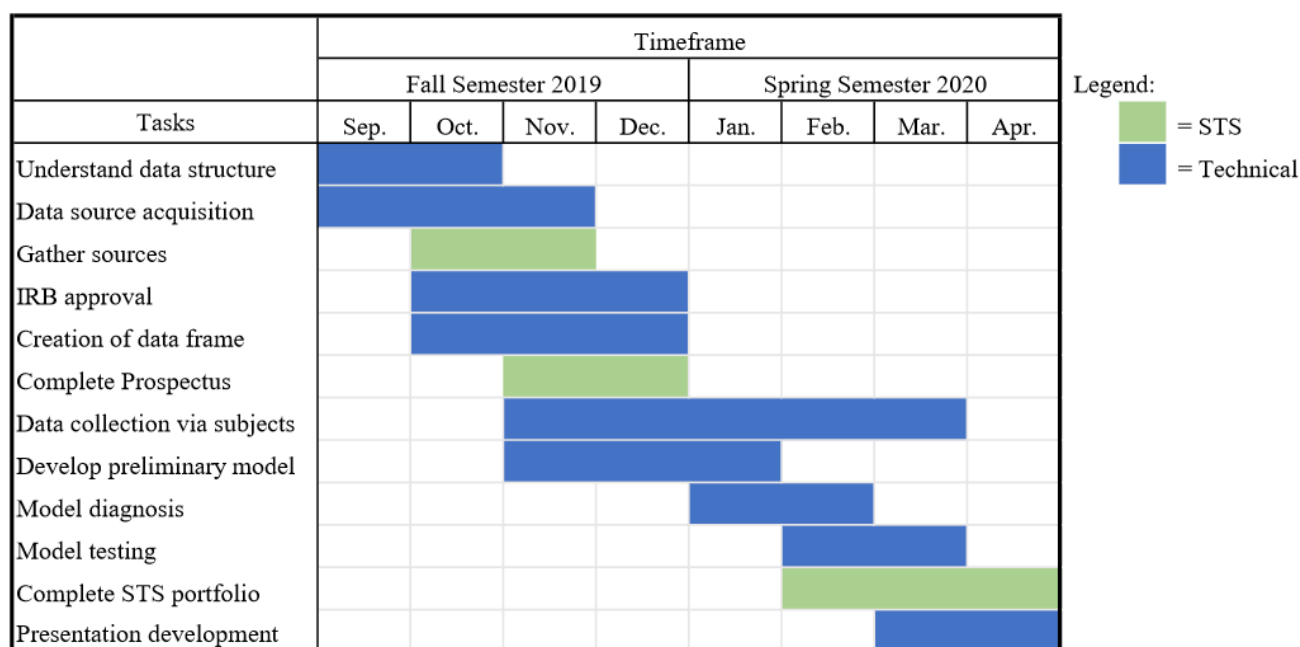 Timeframe
Fall Semester 2019 Spring Semester 2020
Legend:
Tasks Sep. Oct. Nov. Dec. Jan. Feb. Mar. Apr.
= STS
Understand data structure
= Technical
Data source acquisition
Gather sources
IRB approval
Creation of data frame
Complete Prospectus
Data collection via subjects
Develop preliminary model
Model diagnosis
Model testing
Complete STS portfolio
Presentation development